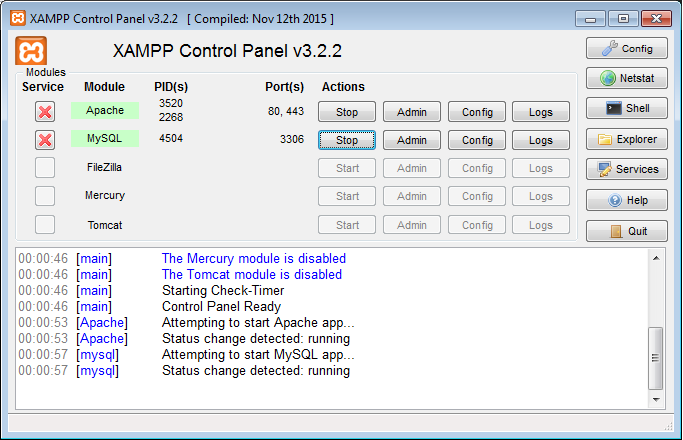 XAMPP Control Panel v3.2.2 [ Compiled: Nov 12th 2015 ]
XAMPP Control Panel v3.2.2
Config
Modules
Service Module PID(s) Port(s) Actions
Netstat
Apache 3520 2268 80, 443 Stop Admin Config Logs
Shell
MySQL 4504 3306 Stop Admin Config Logs
Explorer
FileZilla Start Admin Config Logs
Services
Mercury Start Admin Config Logs
Help
Tomcat Start Admin Config Logs
Quit
00:00:46 [main] The Mercury module is disabled
00:00:46 [main] The Tomcat module is disabled
00:00:46 [main] Starting Check-Timer
00:00:46 [main] Control Panel Ready
00:00:53 [Apache] Attempting to start Apache app...
00:00:53 [Apache] Status change detected: running
00:00:57 [mysql] Attempting to start MySQL app...
00:00:57 [mysql] Status change detected: running